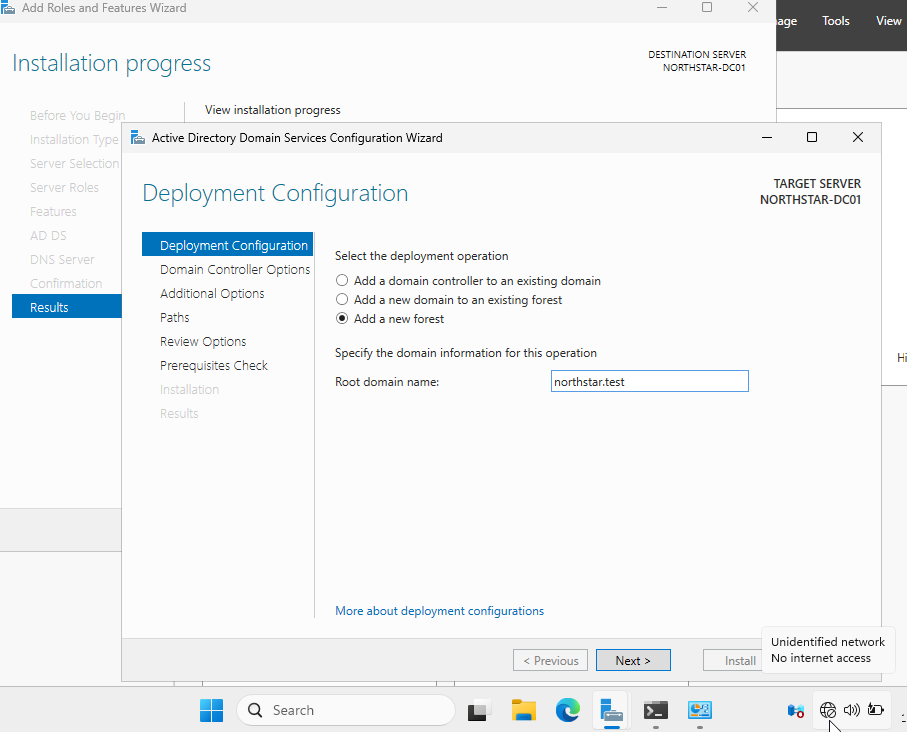 Add Roles and Features Wizard
Tools
View
Installation progress
DESTINATION SERVER
NORTHSTAR-DC01
Before You Begin
Installation Type
Server Selection
Server Roles
Features
AD DS
DNS Server
Confirmation
Results
View installation progress
Active Directory Domain Services Configuration Wizard
Deployment Configuration
TARGET SERVER
NORTHSTAR-DC01
Deployment Configuration
Domain Controller Options
Additional Options
Paths
Review Options
Prerequisites Check
Installation
Results
Select the deployment operation
Add a domain controller to an existing domain
Add a new domain to an existing forest
Add a new forest
Specify the domain information for this operation
Root domain name:
northstar.test
More about deployment configurations
< Previous
Next >
Install
Unidentified network
No internet access
Search